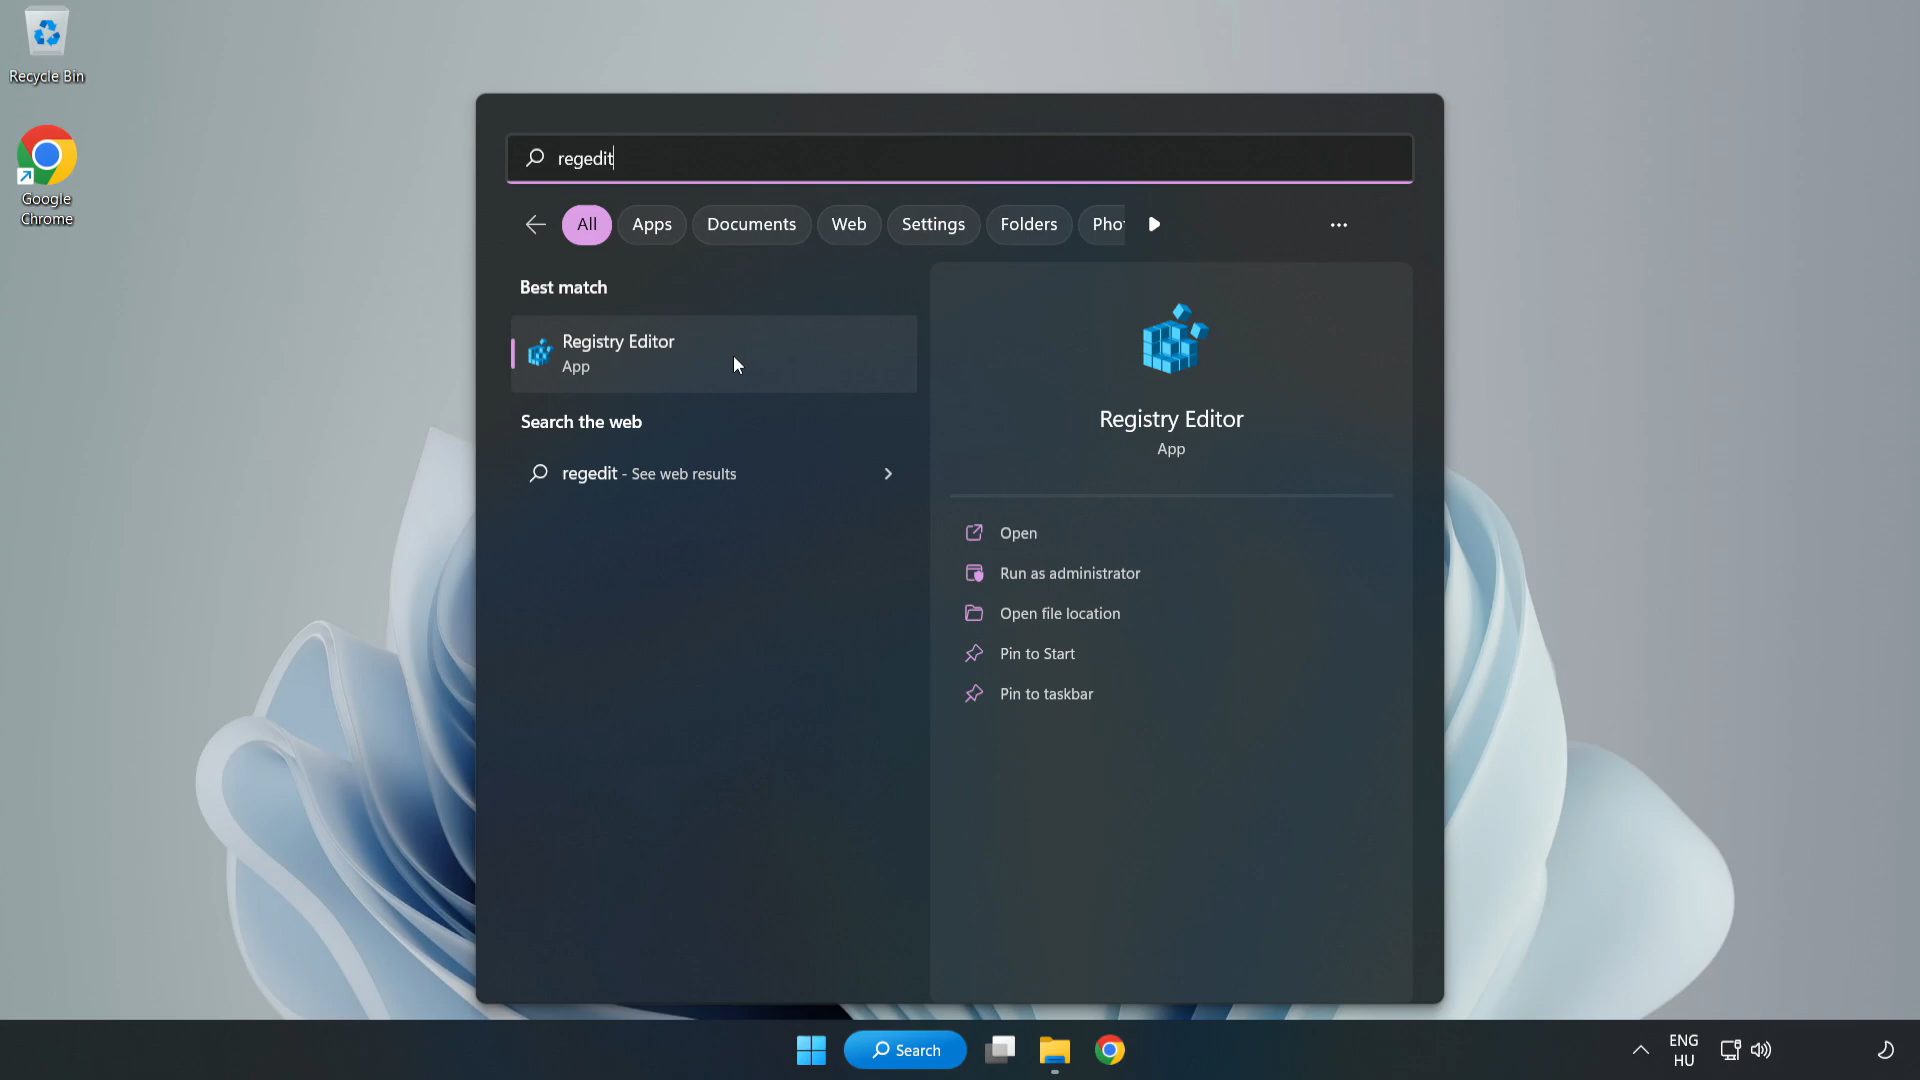 Recycle Bin
Google
Chrome
regedit
All
Apps
Documents
Web
Settings
Folders
Pho
Best match
Registry Editor
App
Search the web
regedit - See web results
Registry Editor
App
Open
Run as administrator
Open file location
Pin to Start
Pin to taskbar
Search
ENG
HU